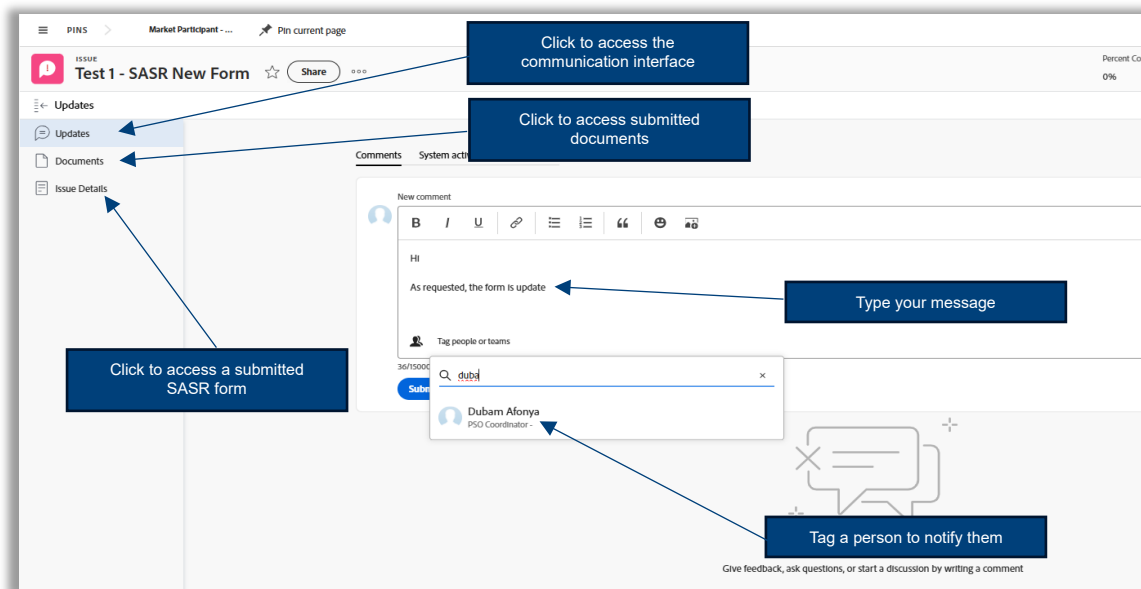 PINS
Market Participant - ...
Pin current page
Click to access the
communication interface
ISSUE
Test 1 - SASR New Form
Share
Percent Co
0%
Updates
Updates
Click to access submitted
documents
Documents
Comments
System acti
Issue Details
New comment
B I U
HI
As requested, the form is update
Type your message
Tag people or teams
Click to access a submitted
SASR form
36/15000
duba
Subm
Dubam Afonya
PSO Coordinator -
Tag a person to notify them
Give feedback, ask questions, or start a discussion by writing a comment